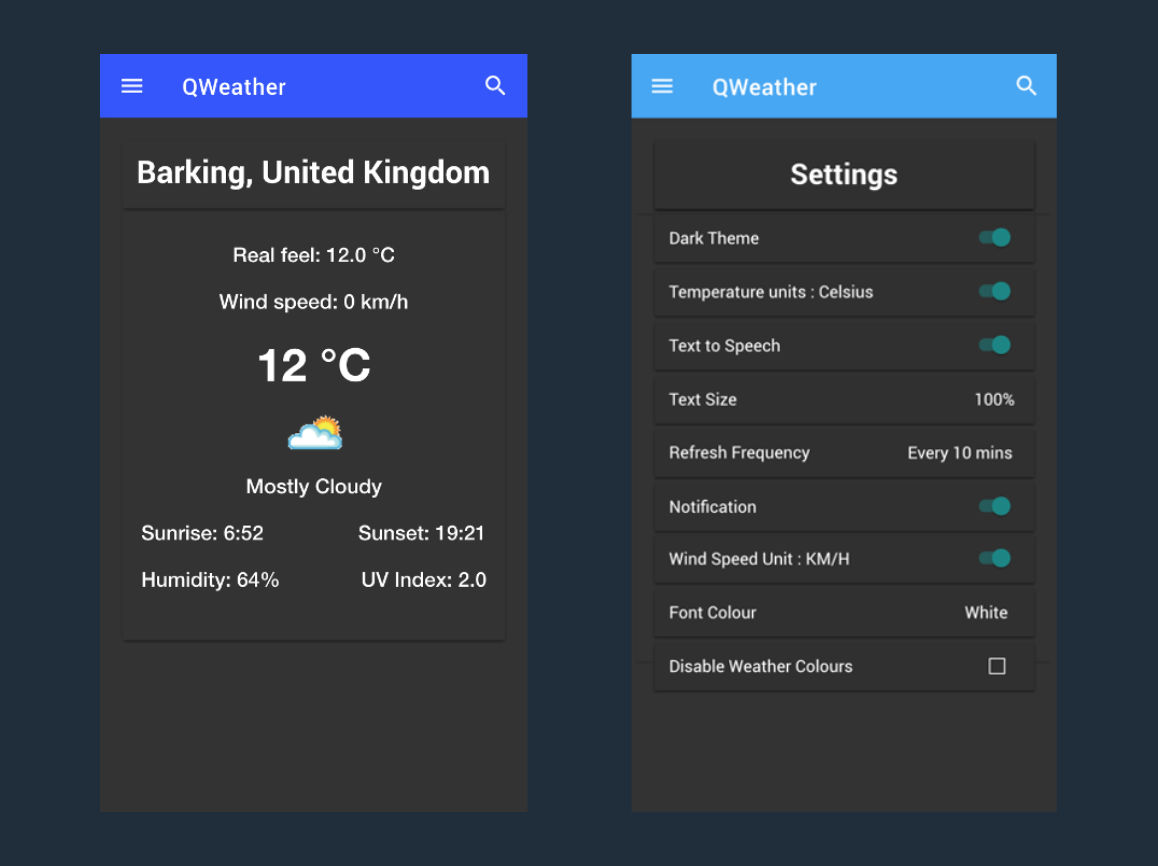 QWeather
Barking, United Kingdom
Real feel: 12.0 °C
Wind speed: 0 km/h
12 °C
Mostly Cloudy
Sunrise: 6:52 Sunset: 19:21
Humidity: 64% UV Index: 2.0
QWeather
Settings
Dark Theme
Temperature units : Celsius
Text to Speech
Text Size 100%
Refresh Frequency Every 10 mins
Notification
Wind Speed Unit : KM/H
Font Colour White
Disable Weather Colours